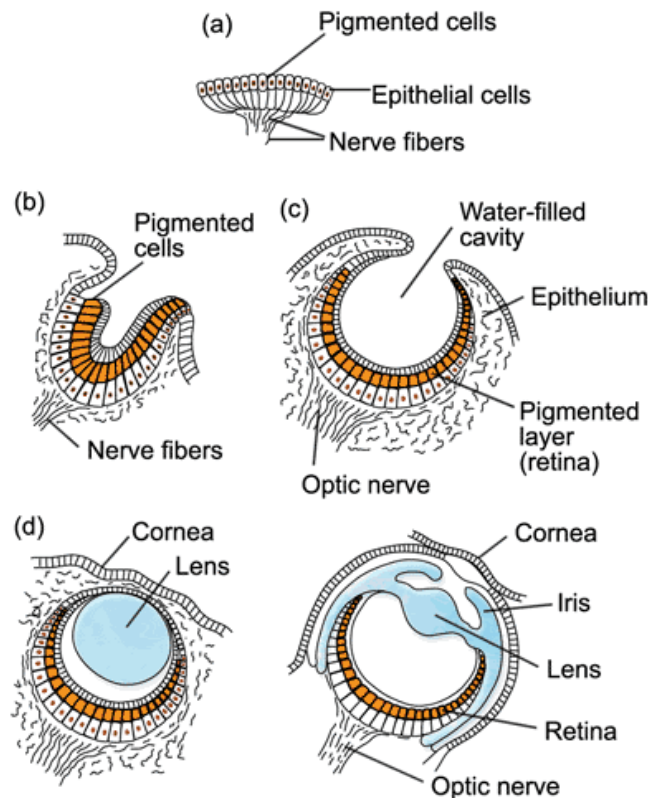 (a)
Pigmented cells
Epithelial cells
Nerve fibers
(b)
Pigmented
cells
Nerve fibers
(c)
Water-filled
cavity
Epithelium
Pigmented
layer
(retina)
Optic nerve
(d)
Cornea
Lens
Cornea
Iris
Lens
Retina
Optic nerve